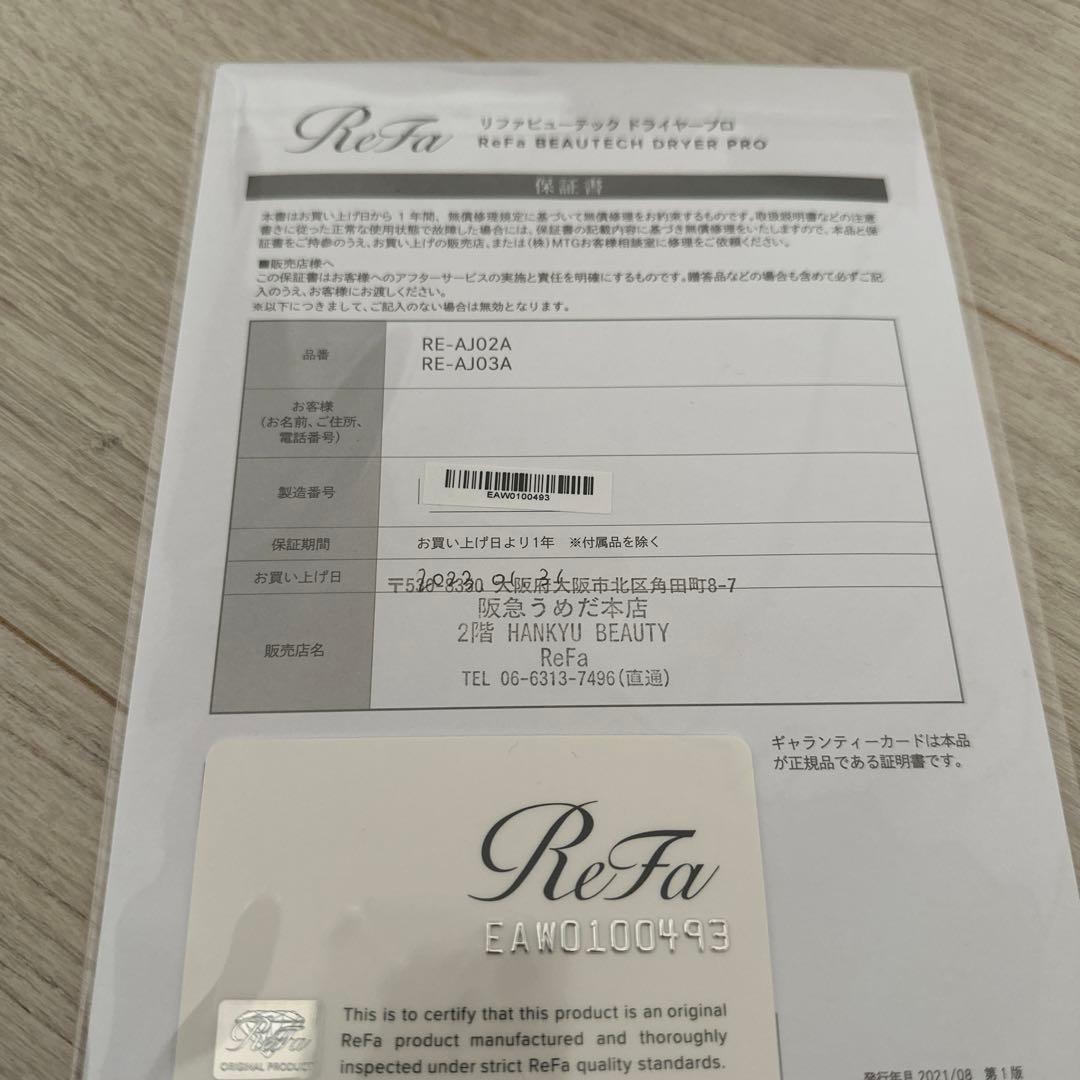 ReFa
リファビューテック ドライヤープロ
ReFa BEAUTECH DRYER PRO
保証書
本書はお買い上げ日から1年間、無償修理規定に基づいて無償修理をお約束するものです。取扱説明書などの注意
書きに従った正常な使用状態で故障した場合には、保証書の記載内容に基づき無償修理をいたしますので、本品と保
証書をご持参のうえ、お買い上げの販売店、または(株)MTGお客様相談室に修理をご依頼ください。
■販売店様へ
この保証書はお客様へのアフターサービスの実施と責任を明確にするものです。贈答品などの場合も含めて必ずご記
入のうえ、お客様にお渡しください。
※以下につきまして、ご記入のない場合は無効となります。
品番
RE-AJ02A
RE-AJ03A
お客様
(お名前、ご住所、
電話番号)
製造番号
EAW0100493
保証期間
お買い上げ日より1年 ※付属品を除く
お買い上げ日
〒530-8350 大阪府大阪市北区角田町8-7
販売店名
阪急うめだ本店
2階 HANKYU BEAUTY
ReFa
TEL 06-6313-7496(直通)
ギャランティーカードは本品
が正規品である証明書です。
ReFa
EAW0100493
This is to certify that this product is an original
ReFa product manufactured and thoroughly
inspected under strict ReFa quality standards.
ReFa
ORIGINAL PRODUCT
発行年月 2021/08 第1版